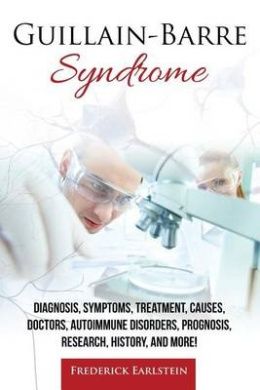 GUILLAIN-BARRE
Syndrome
DIAGNOSIS, SYMPTOMS, TREATMENT, CAUSES,
DOCTORS, AUTOIMMUNE DISORDERS, PROGNOSIS,
RESEARCH, HISTORY, AND MORE!
FREDERICK EARLSTEIN